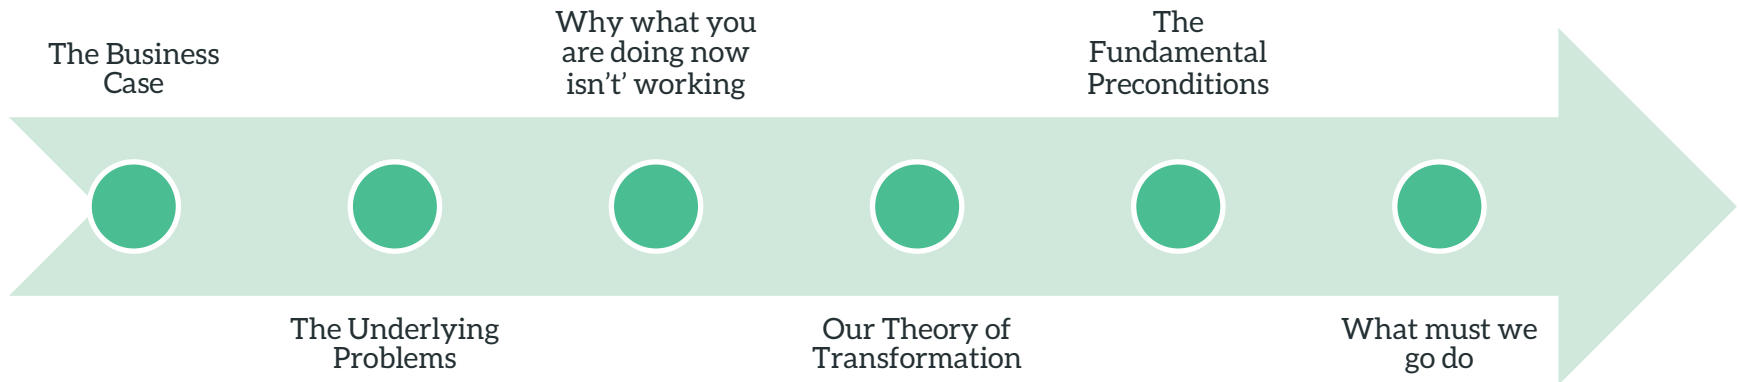 The Business
Case
The Underlying
Problems
Why what you
are doing now
isn’t’ working
Our Theory of
Transformation
The
Fundamental
Preconditions
What must we
go do